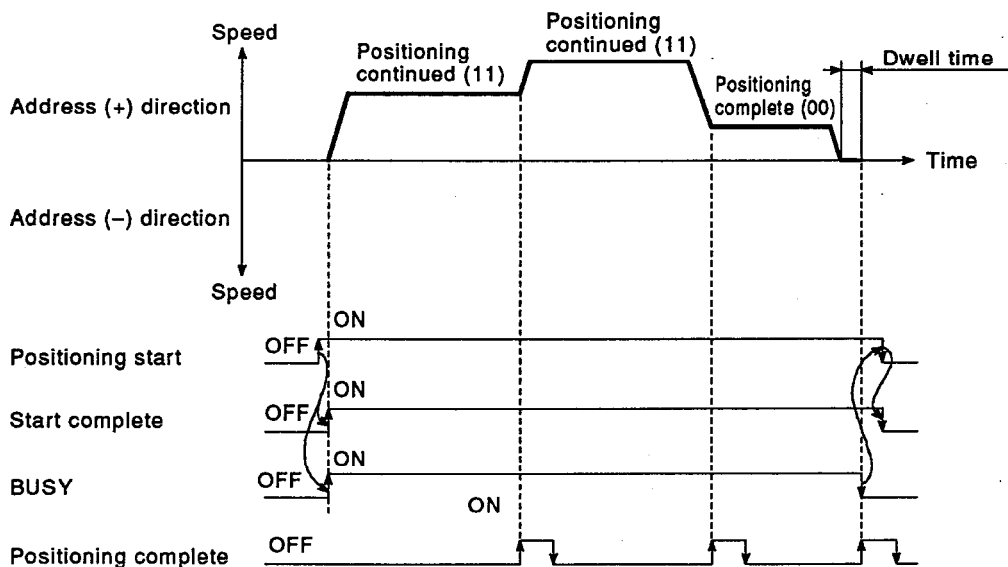 Speed
Positioning
continued (11)
Positioning
continued (11)
Dwell time
Positioning
complete (00)
Address (+) direction
Time
Address (–) direction
Speed
ON
OFF
Positioning start
ON
OFF
Start complete
ON
OFF
BUSY
ON
OFF
Positioning complete